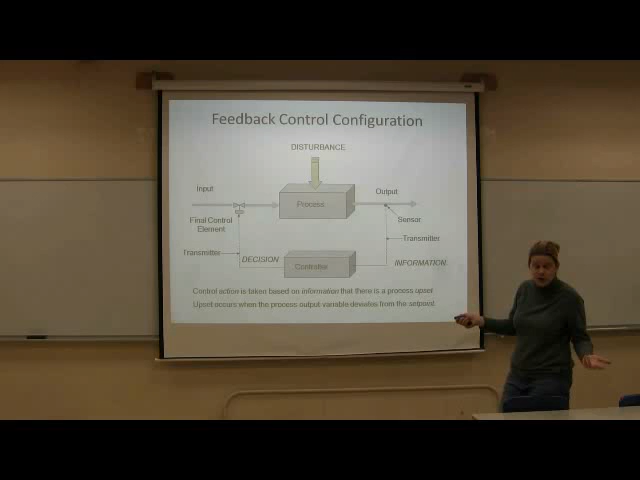 Feedback Control Configuration
DISTURBANCE
Input
Output
Process
Final Control
Element
Sensor
Transmitter
Transmitter
DECISION
Controller
INFORMATION
Control action is taken based on information that there is a process upset
Upset occurs when the process output variable deviates from the setpoint